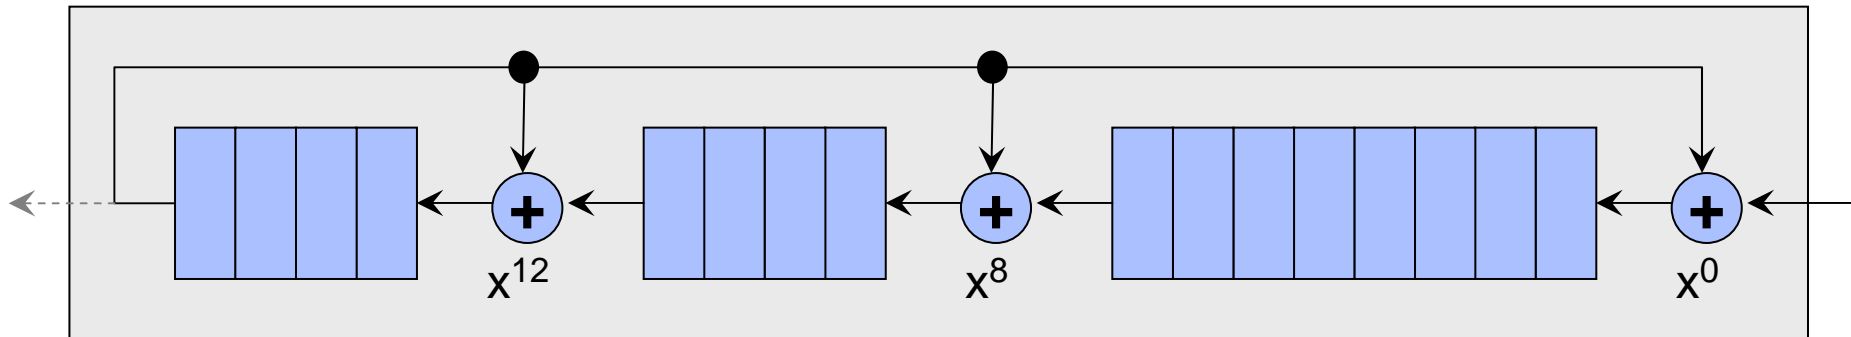 + + +
x¹² x⁸ x⁰